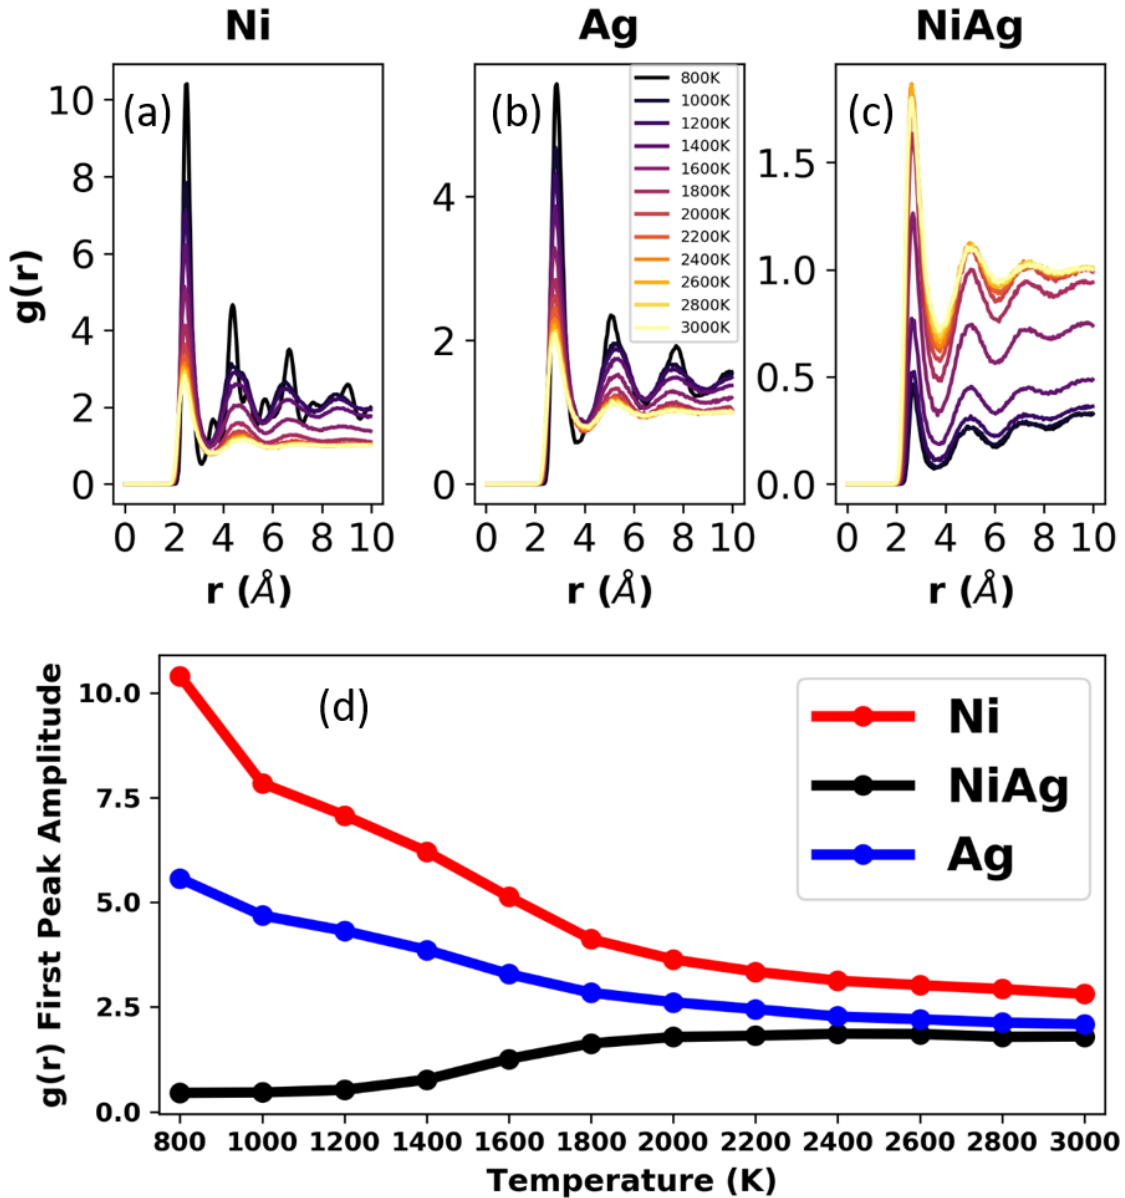 Ni Ag NiAg
(a) (b) (c)
800K
1000K
1200K
1400K
1600K
1800K
2000K
2200K
2400K
2600K
2800K
3000K
g(r)
10
8
6
4
2
0
4
2
0
1.5
1.0
0.5
0.0
0 2 4 6 8 10 0 2 4 6 8 10 0 2 4 6 8 10
r (Å) r (Å) r (Å)
(d)
g(r) First Peak Amplitude
10.0
7.5
5.0
2.5
0.0
Ni
NiAg
Ag
800 1000 1200 1400 1600 1800 2000 2200 2400 2600 2800 3000
Temperature (K)